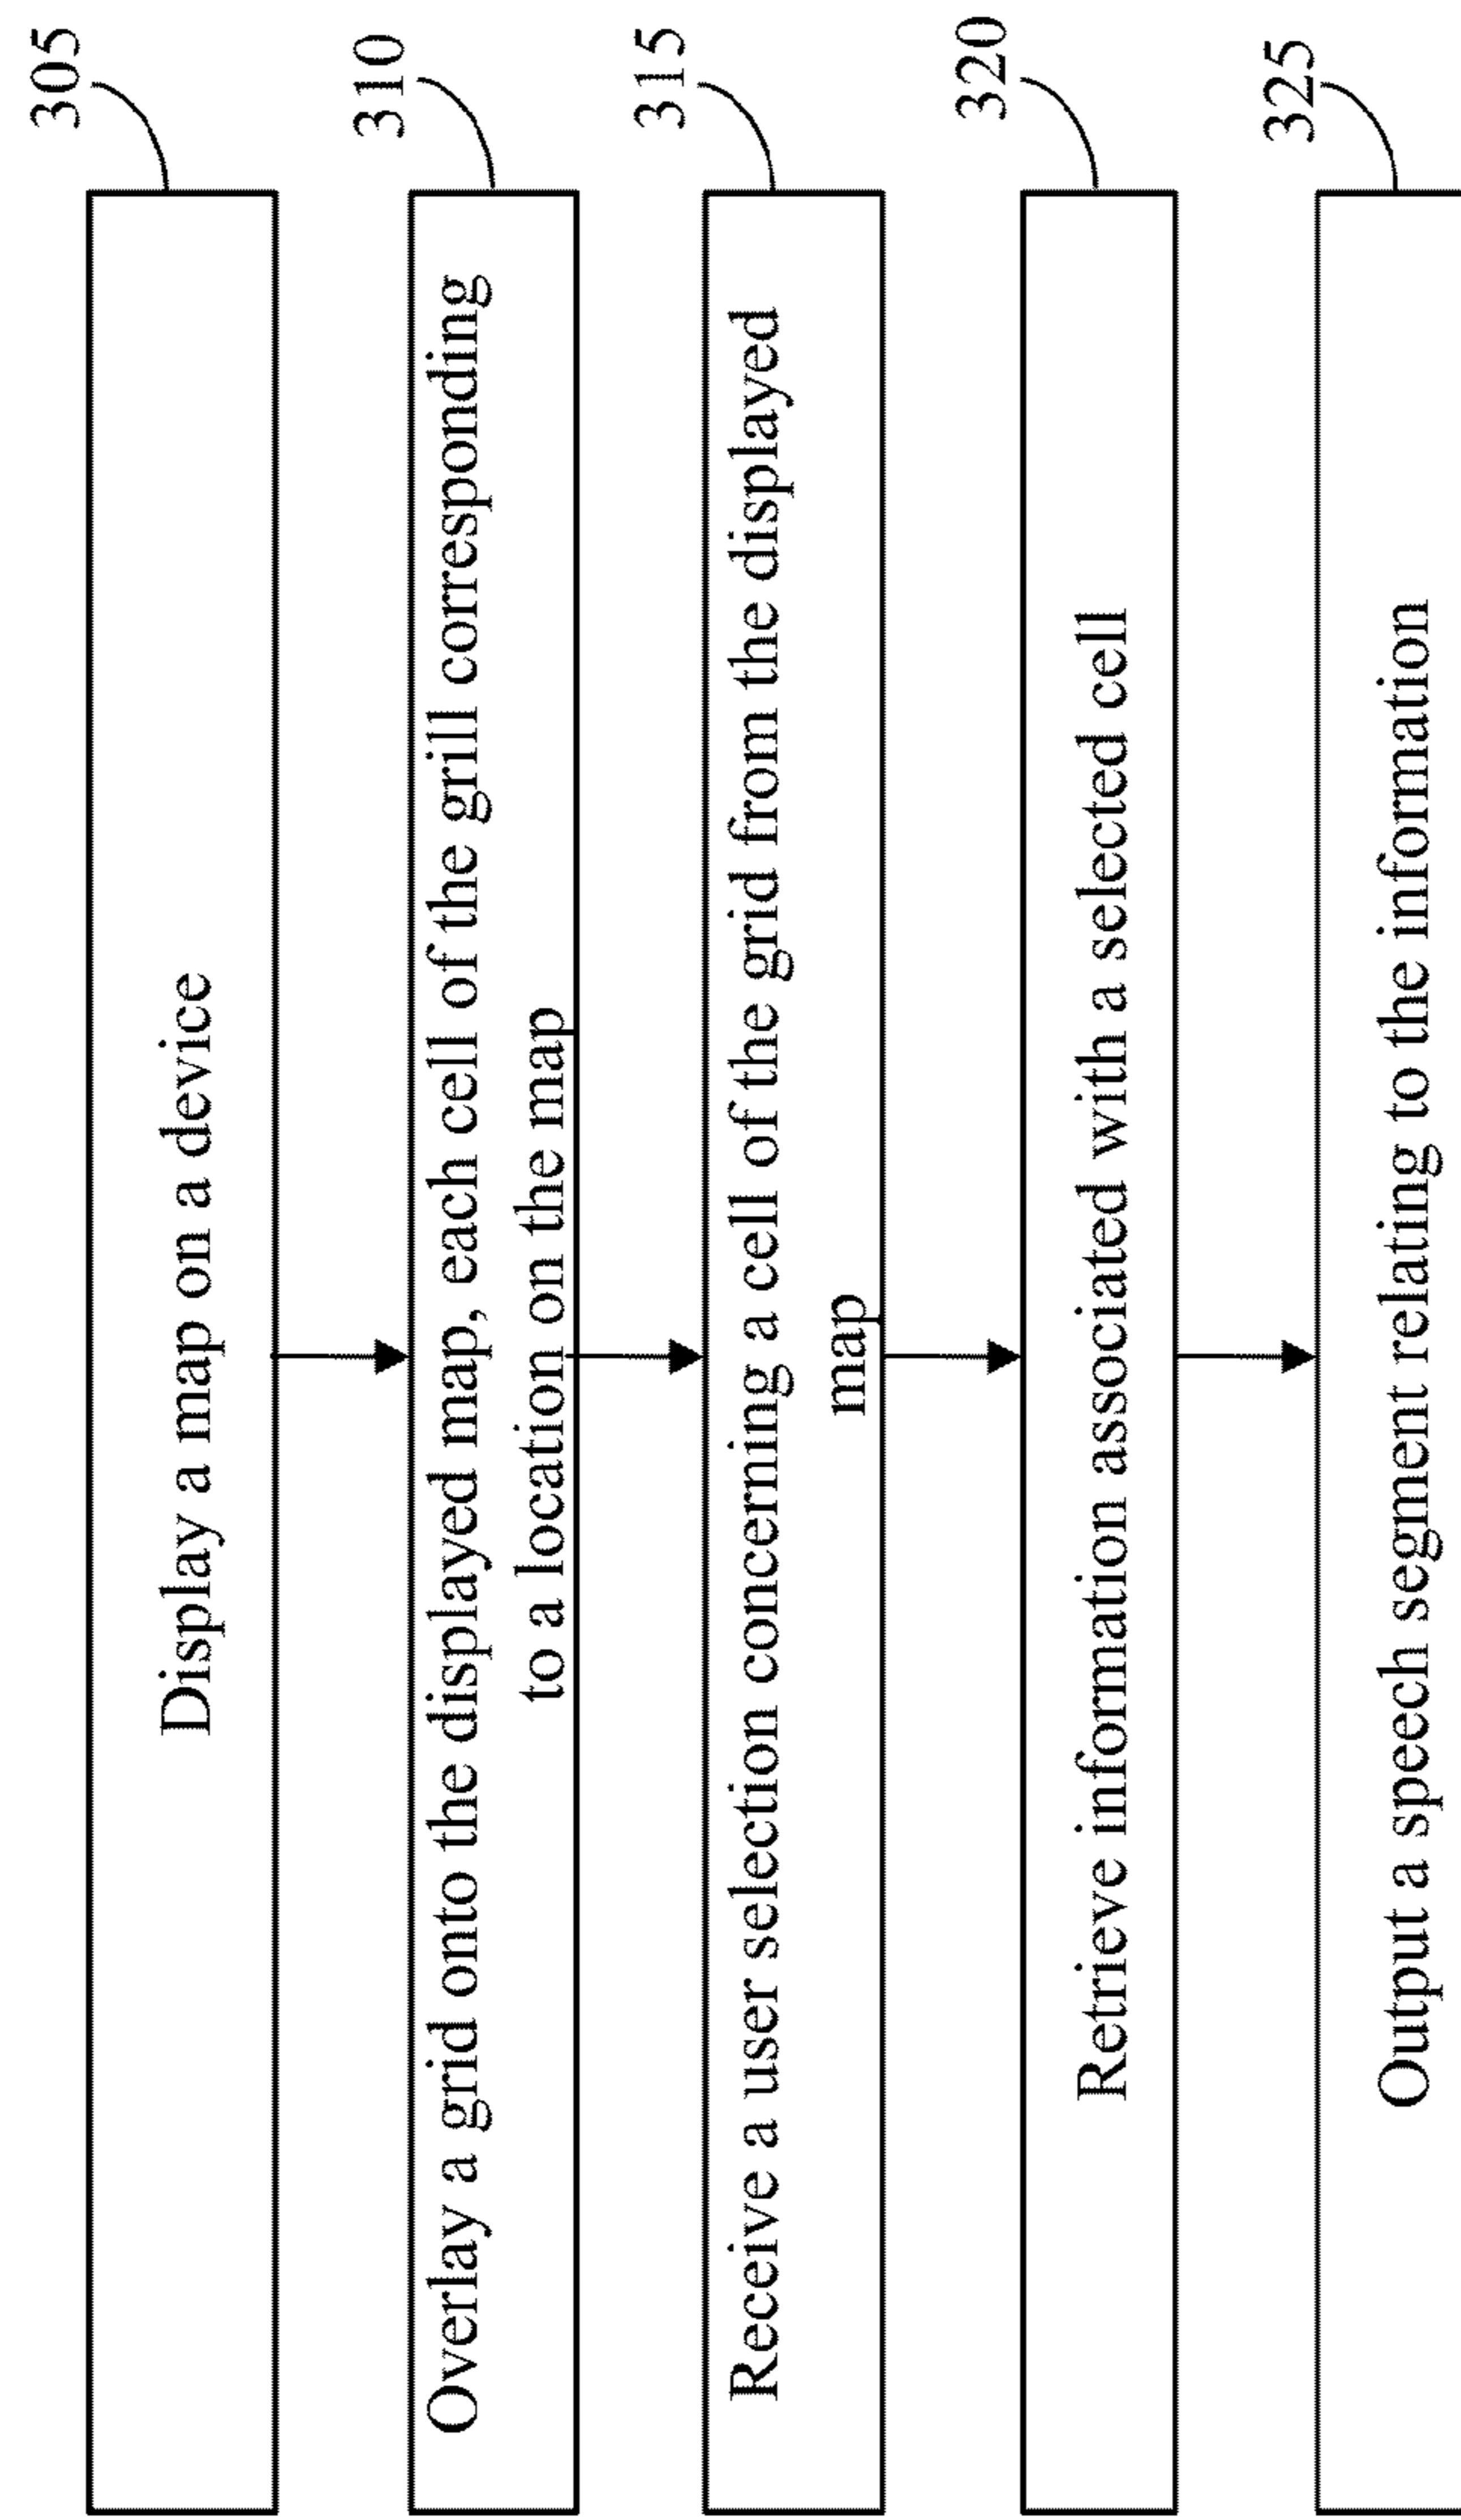 305
Display a map on a device
310
Overlay a grid onto the displayed map, each cell of the grill corresponding
to a location on the map
315
Receive a user selection concerning a cell of the grid from the displayed
map
320
Retrieve information associated with a selected cell
325
Output a speech segment relating to the information